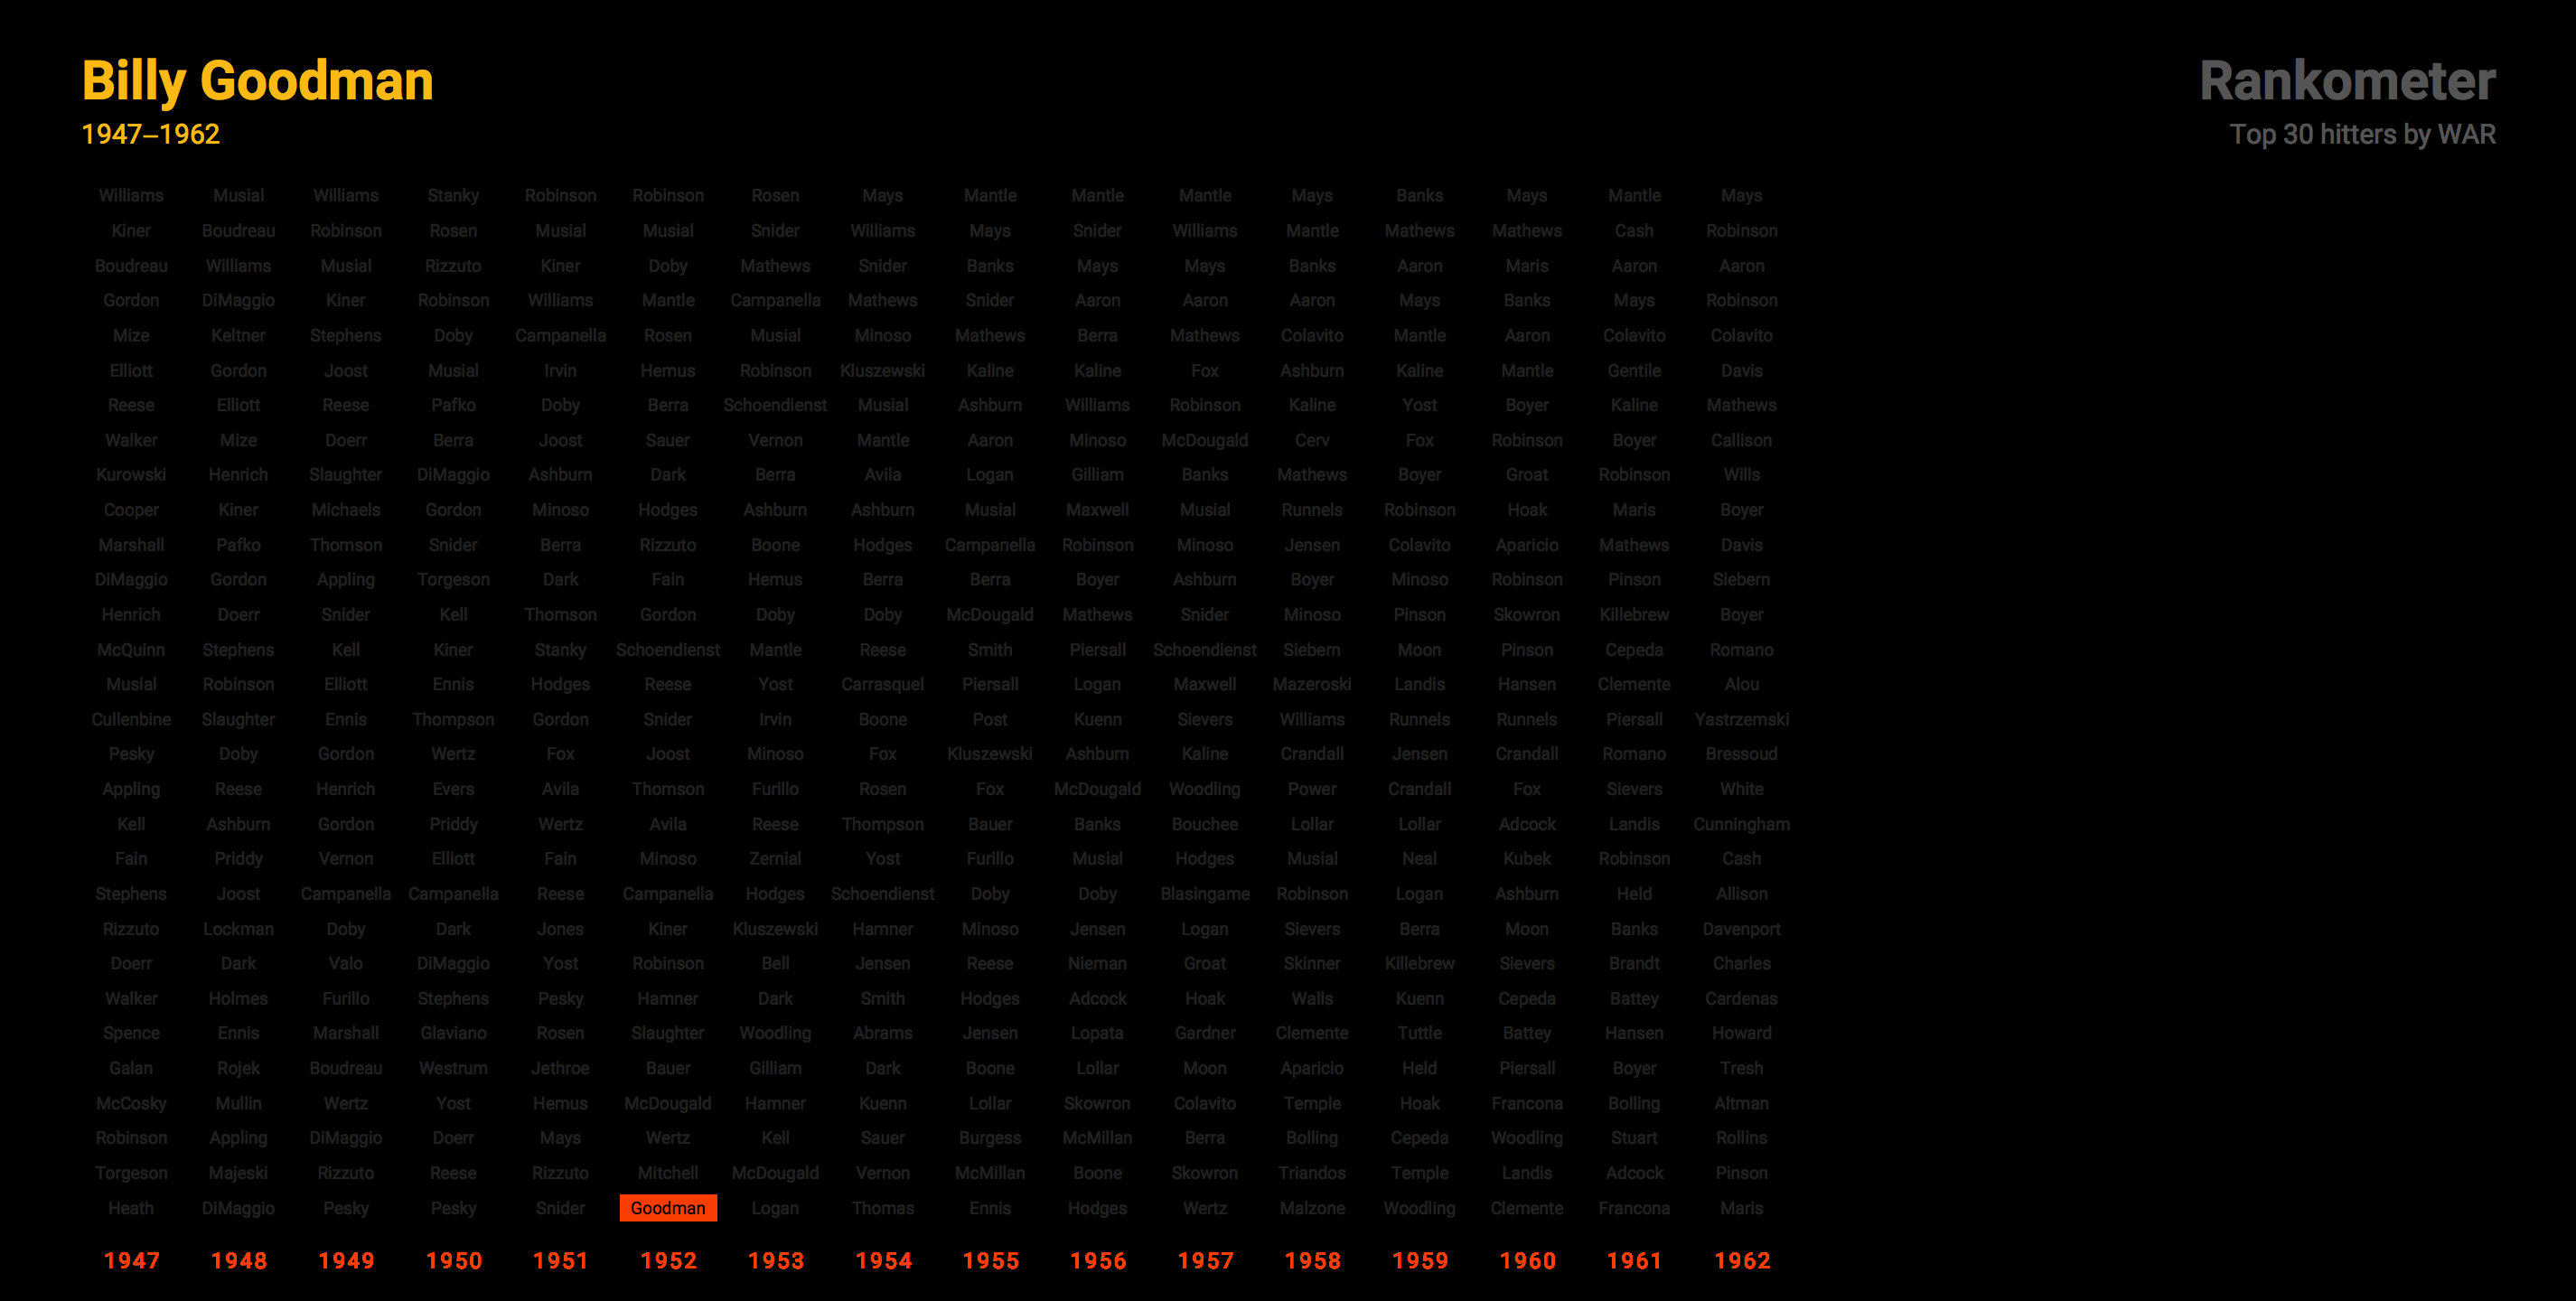 Billy Goodman
1947–1962
Rankometer
Top 30 hitters by WAR
Williams Musial Williams Stanky Robinson Robinson Rosen Mays Mantle Mantle Mantle Mays Banks Mays Mantle Mays
Kiner Boudreau Robinson Rosen Musial Musial Snider Williams Mays Snider Williams Mantle Mathews Mathews Cash Robinson
Boudreau Williams Musial Rizzuto Kiner Doby Mathews Snider Banks Mays Mays Banks Aaron Maris Aaron Aaron
Gordon DiMaggio Kiner Robinson Williams Mantle Campanella Mathews Snider Aaron Aaron Aaron Mays Banks Mays Robinson
Mize Keltner Stephens Doby Campanella Rosen Musial Minoso Mathews Berra Mathews Colavito Mantle Aaron Colavito Colavito
Elliott Gordon Joost Musial Irvin Hemus Robinson Kluszewski Kaline Kaline Fox Ashburn Kaline Mantle Gentile Davis
Reese Elliott Reese Pafko Doby Berra Schoendienst Musial Ashburn Williams Robinson Kaline Yost Boyer Kaline Mathews
Walker Mize Doerr Berra Joost Sauer Vernon Mantle Aaron Minoso McDougald Cerv Fox Robinson Boyer Callison
Kurowski Henrich Slaughter DiMaggio Ashburn Dark Berra Avila Logan Gilliam Banks Mathews Boyer Groat Robinson Wills
Cooper Kiner Michaels Gordon Minoso Hodges Ashburn Ashburn Musial Maxwell Musial Runnels Robinson Hoak Maris Boyer
Marshall Pafko Thomson Snider Berra Rizzuto Boone Hodges Campanella Robinson Minoso Jensen Colavito Aparicio Mathews Davis
DiMaggio Gordon Appling Torgeson Dark Fain Hemus Berra Berra Boyer Ashburn Boyer Minoso Robinson Pinson Siebern
Henrich Doerr Snider Kell Thomson Gordon Doby Doby McDougald Mathews Snider Minoso Pinson Skowron Killebrew Boyer
McQuinn Stephens Kell Kiner Stanky Schoendienst Mantle Reese Smith Piersall Schoendienst Siebern Moon Pinson Cepeda Romano
Musial Robinson Elliott Ennis Hodges Reese Yost Carrasquel Piersall Logan Maxwell Mazeroski Landis Hansen Clemente Alou
Cullenbine Slaughter Ennis Thompson Gordon Snider Irvin Boone Post Kuenn Sievers Williams Runnels Runnels Piersall Yastrzemski
Pesky Doby Gordon Wertz Fox Joost Minoso Fox Kluszewski Ashburn Kaline Crandall Jensen Crandall Romano Bressoud
Appling Reese Henrich Evers Avila Thomson Furillo Rosen Fox McDougald Woodling Power Crandall Fox Sievers White
Kell Ashburn Gordon Priddy Wertz Avila Reese Thompson Bauer Banks Bouchee Lollar Lollar Adcock Landis Cunningham
Fain Priddy Vernon Elliott Fain Minoso Zernial Yost Furillo Musial Hodges Musial Neal Kubek Robinson Cash
Stephens Joost Campanella Campanella Reese Campanella Hodges Schoendienst Doby Doby Blasingame Robinson Logan Ashburn Held Allison
Rizzuto Lockman Doby Dark Jones Kiner Kluszewski Hamner Minoso Jensen Logan Sievers Berra Moon Banks Davenport
Doerr Dark Valo DiMaggio Yost Robinson Bell Jensen Reese Nieman Groat Skinner Killebrew Sievers Brandt Charles
Walker Holmes Furillo Stephens Pesky Hamner Dark Smith Hodges Adcock Hoak Walls Kuenn Cepeda Battey Cardenas
Spence Ennis Marshall Glaviano Rosen Slaughter Woodling Abrams Jensen Lopata Gardner Clemente Tuttle Battey Hansen Howard
Galan Rojek Boudreau Westrum Jethroe Bauer Gilliam Dark Boone Lollar Moon Aparicio Held Piersall Boyer Tresh
McCosky Mullin Wertz Yost Hemus McDougald Hamner Kuenn Lollar Skowron Colavito Temple Hoak Francona Bolling Altman
Robinson Appling DiMaggio Doerr Mays Wertz Kell Sauer Burgess McMillan Berra Bolling Cepeda Woodling Stuart Rollins
Torgeson Majeski Rizzuto Reese Rizzuto Mitchell McDougald Vernon McMillan Boone Skowron Triandos Temple Landis Adcock Pinson
Heath DiMaggio Pesky Pesky Snider Goodman Logan Thomas Ennis Hodges Wertz Malzone Woodling Clemente Francona Maris
1947 1948 1949 1950 1951 1952 1953 1954 1955 1956 1957 1958 1959 1960 1961 1962